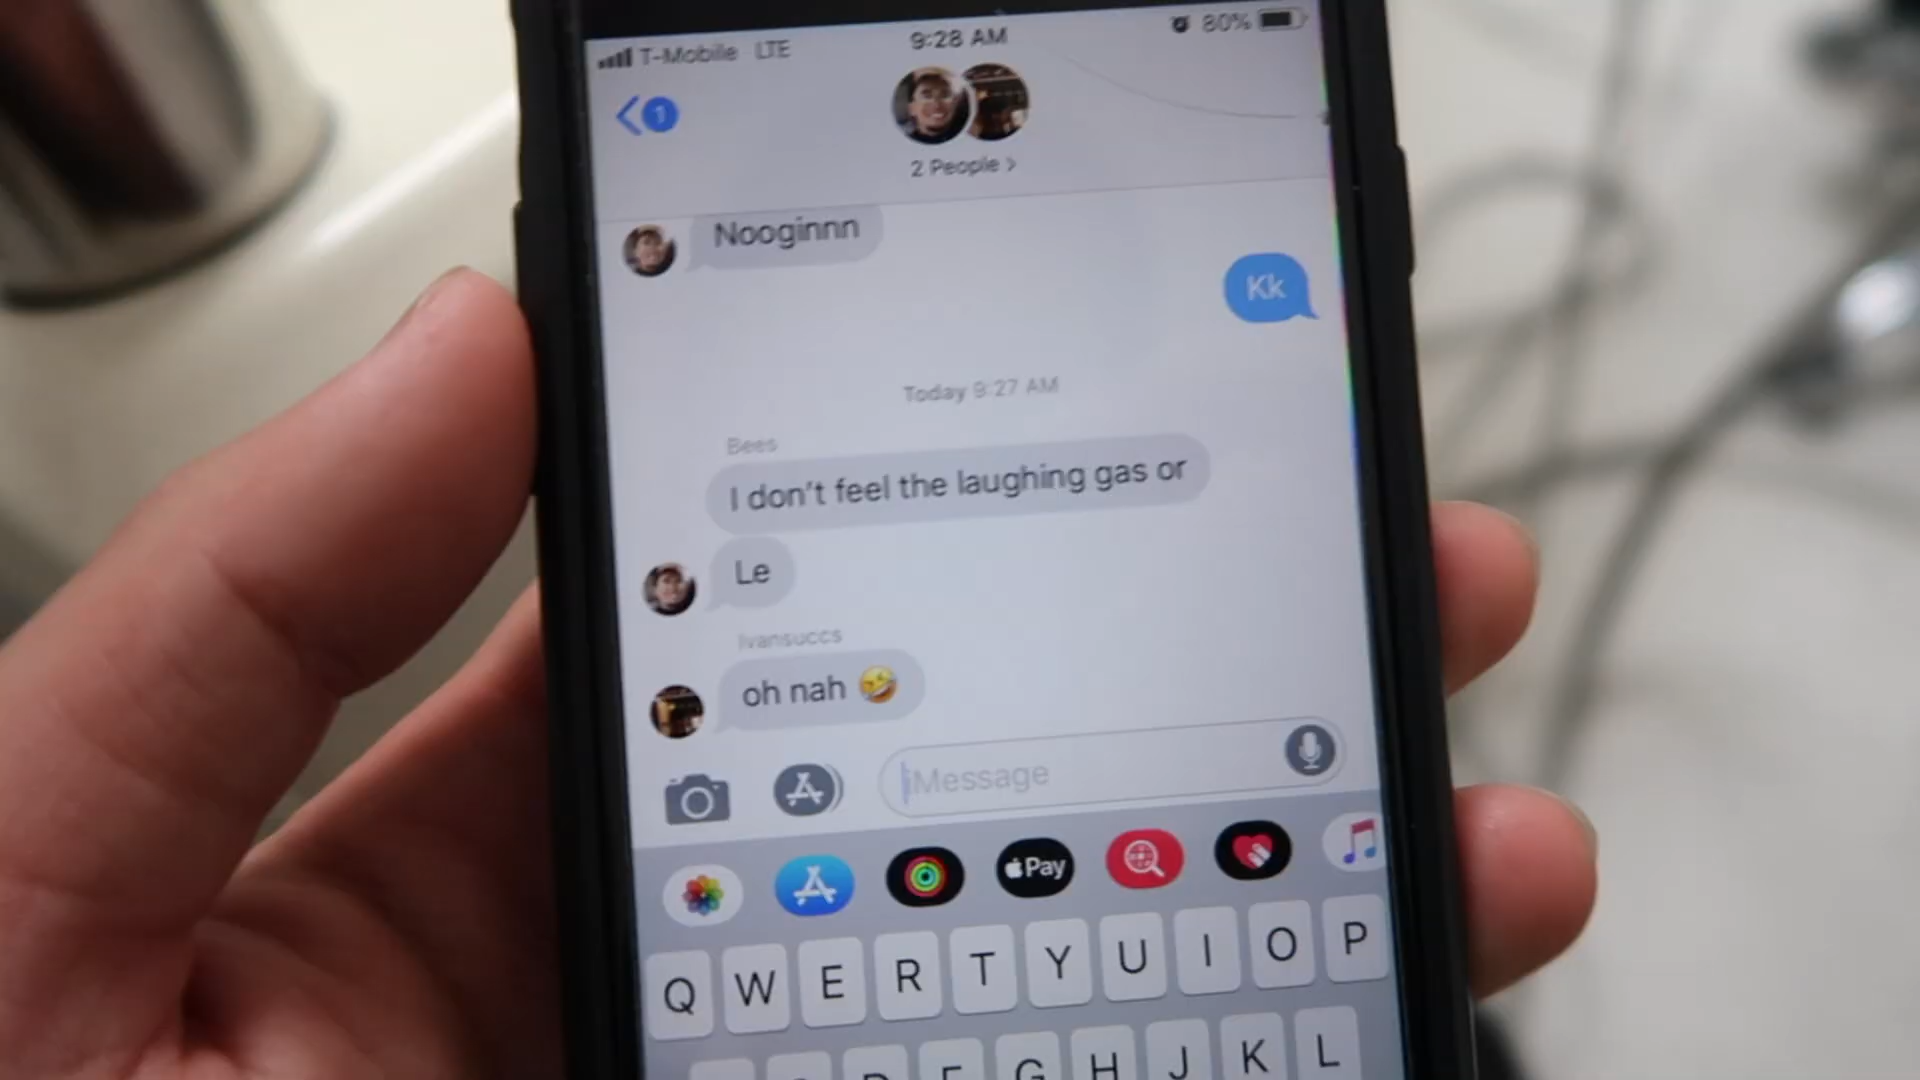 T-Mobile LTE 9:28 AM 80%
1
2 People >
Nooginnn
Kk
Today 9:27 AM
Bees
I don't feel the laughing gas or
Le
Ivansuccs
oh nah 🤣
iMessage
Pay
Q W E R T Y U I O P
D F G H J K L